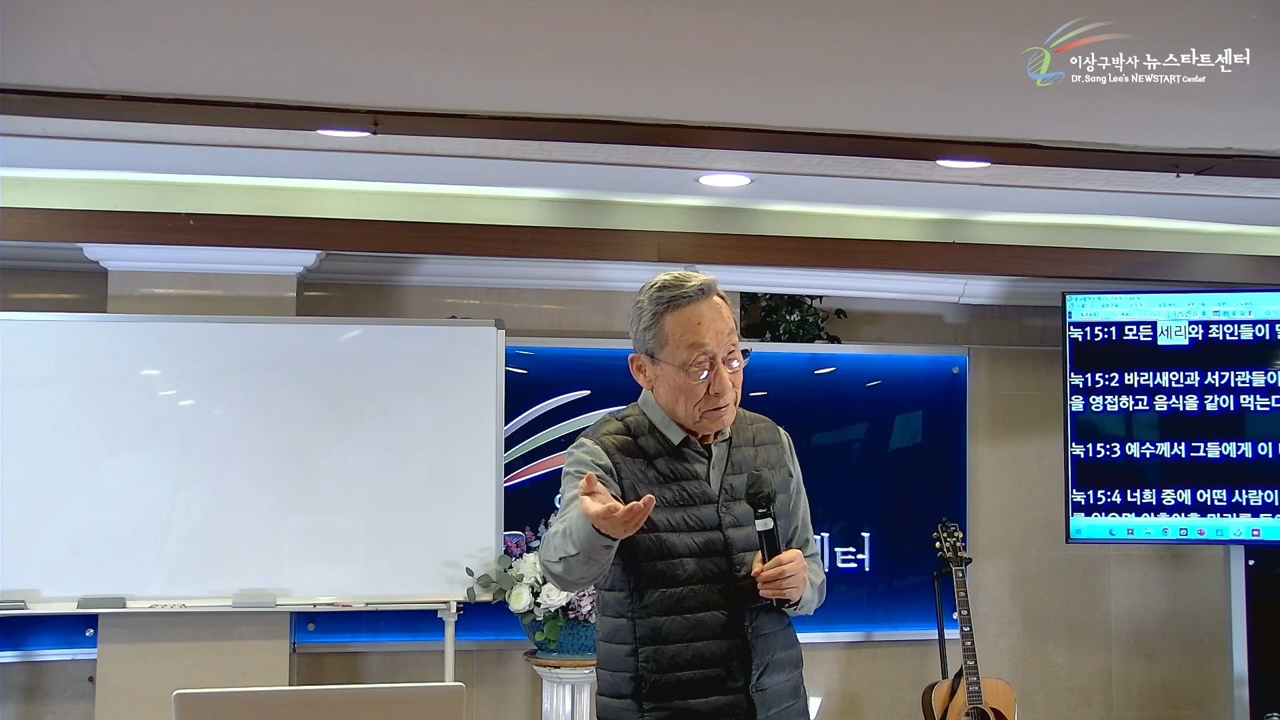 이상구박사 뉴스타트센터
Dr.Sang Lee's NEWSTART Center
눅15:1 모든 세리와 죄인들이
눅15:2 바리새인과 서기관들이
을 영접하고 음식을 같이 먹는다
눅15:3 예수께서 그들에게 이
눅15:4 너희 중에 어떤 사람이
터